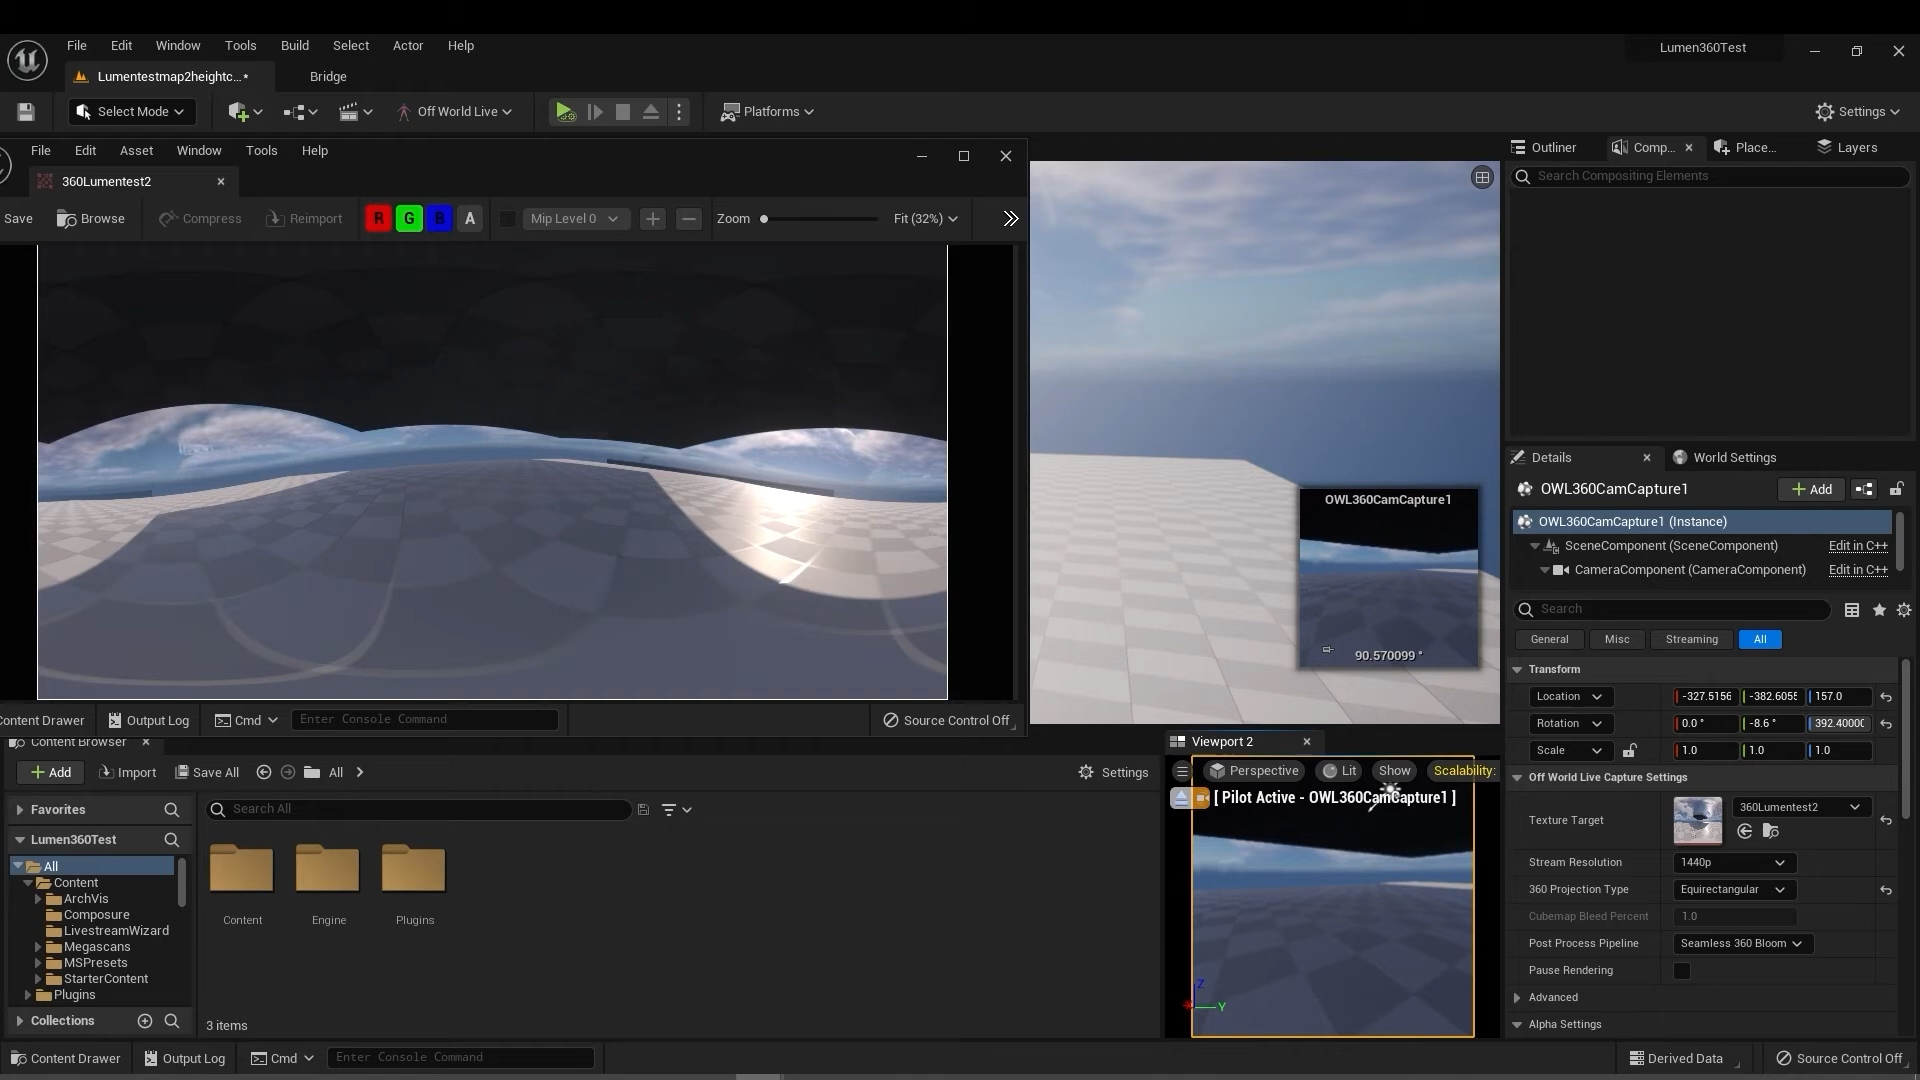 File Edit Window Tools Build Select Actor Help
Lumen360Test
Lumentestmap2heightc...*
Bridge
Select Mode
Off World Live
Platforms
Settings
File Edit Asset Window Tools Help
360Lumentest2
Save Browse Compress Reimport R G B A Mip Level 0 Zoom Fit (32%)
Outliner Comp... Place... Layers
Search Compositing Elements
OWL360CamCapture1
90.570099 °
Details World Settings
OWL360CamCapture1
Add
OWL360CamCapture1 (Instance)
SceneComponent (SceneComponent) Edit in C++
CameraComponent (CameraComponent) Edit in C++
Search
General Misc Streaming All
Transform
Location -327.5156 -382.6055 157.0
Rotation 0.0 ° -8.6 ° 392.4000
Scale 1.0 1.0 1.0
Off World Live Capture Settings
Texture Target 360Lumentest2
Stream Resolution 1440p
360 Projection Type Equirectangular
Cubemap Bleed Percent 1.0
Post Process Pipeline Seamless 360 Bloom
Pause Rendering
Advanced
Alpha Settings
ontent Drawer Output Log Cmd Enter Console Command Source Control Off
Content Browser
Add Import Save All All Settings
Favorites
Search All
Lumen360Test
All
Content
ArchVis
Composure
LivestreamWizard
Megascans
MSPresets
StarterContent
Plugins
Collections
Content Engine Plugins
3 items
Viewport 2
Perspective Lit Show Scalability:
[ Pilot Active - OWL360CamCapture1 ]
Z
Y
Content Drawer Output Log Cmd Enter Console Command Derived Data Source Control Off